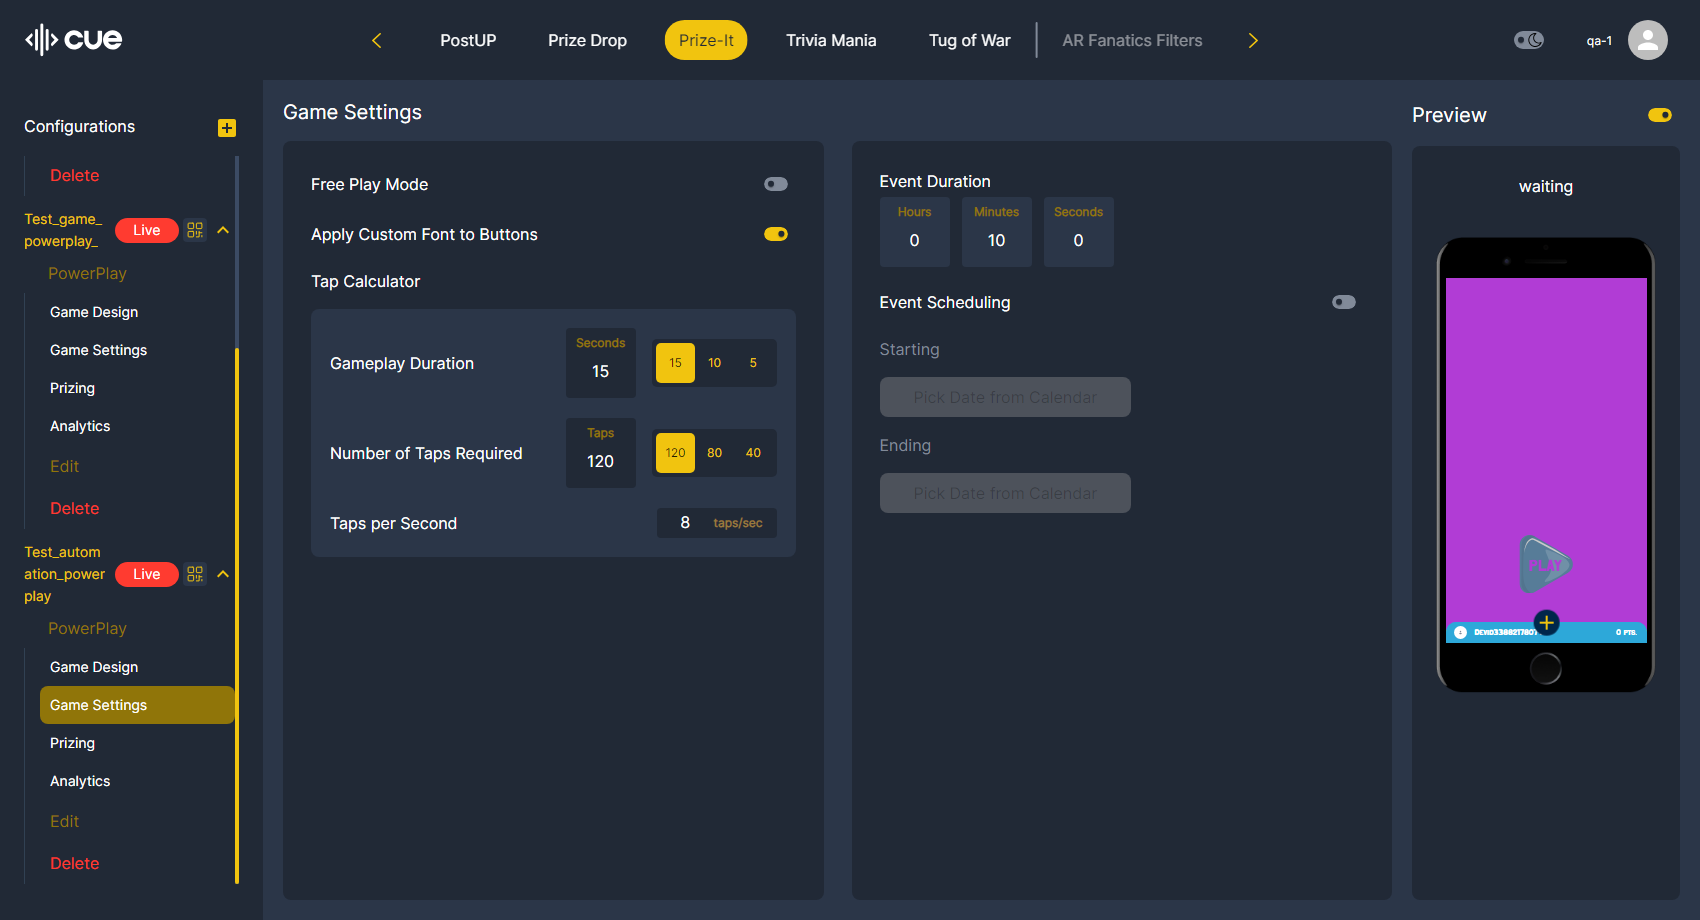 cue
PostUP
Prize Drop
Prize-It
Trivia Mania
Tug of War
AR Fanatics Filters
qa-1
Configurations
Delete
Test_game_
powerplay_
Live
PowerPlay
Game Design
Game Settings
Prizing
Analytics
Edit
Delete
Test_autom
ation_power
play
Live
PowerPlay
Game Design
Game Settings
Prizing
Analytics
Edit
Delete
Game Settings
Free Play Mode
Apply Custom Font to Buttons
Tap Calculator
Gameplay Duration
Seconds
15
15 10 5
Number of Taps Required
Taps
120
120 80 40
Taps per Second
8 taps/sec
Event Duration
Hours Minutes Seconds
0 10 0
Event Scheduling
Starting
Pick Date from Calendar
Ending
Pick Date from Calendar
Preview
waiting
PLAY
0 PTS.